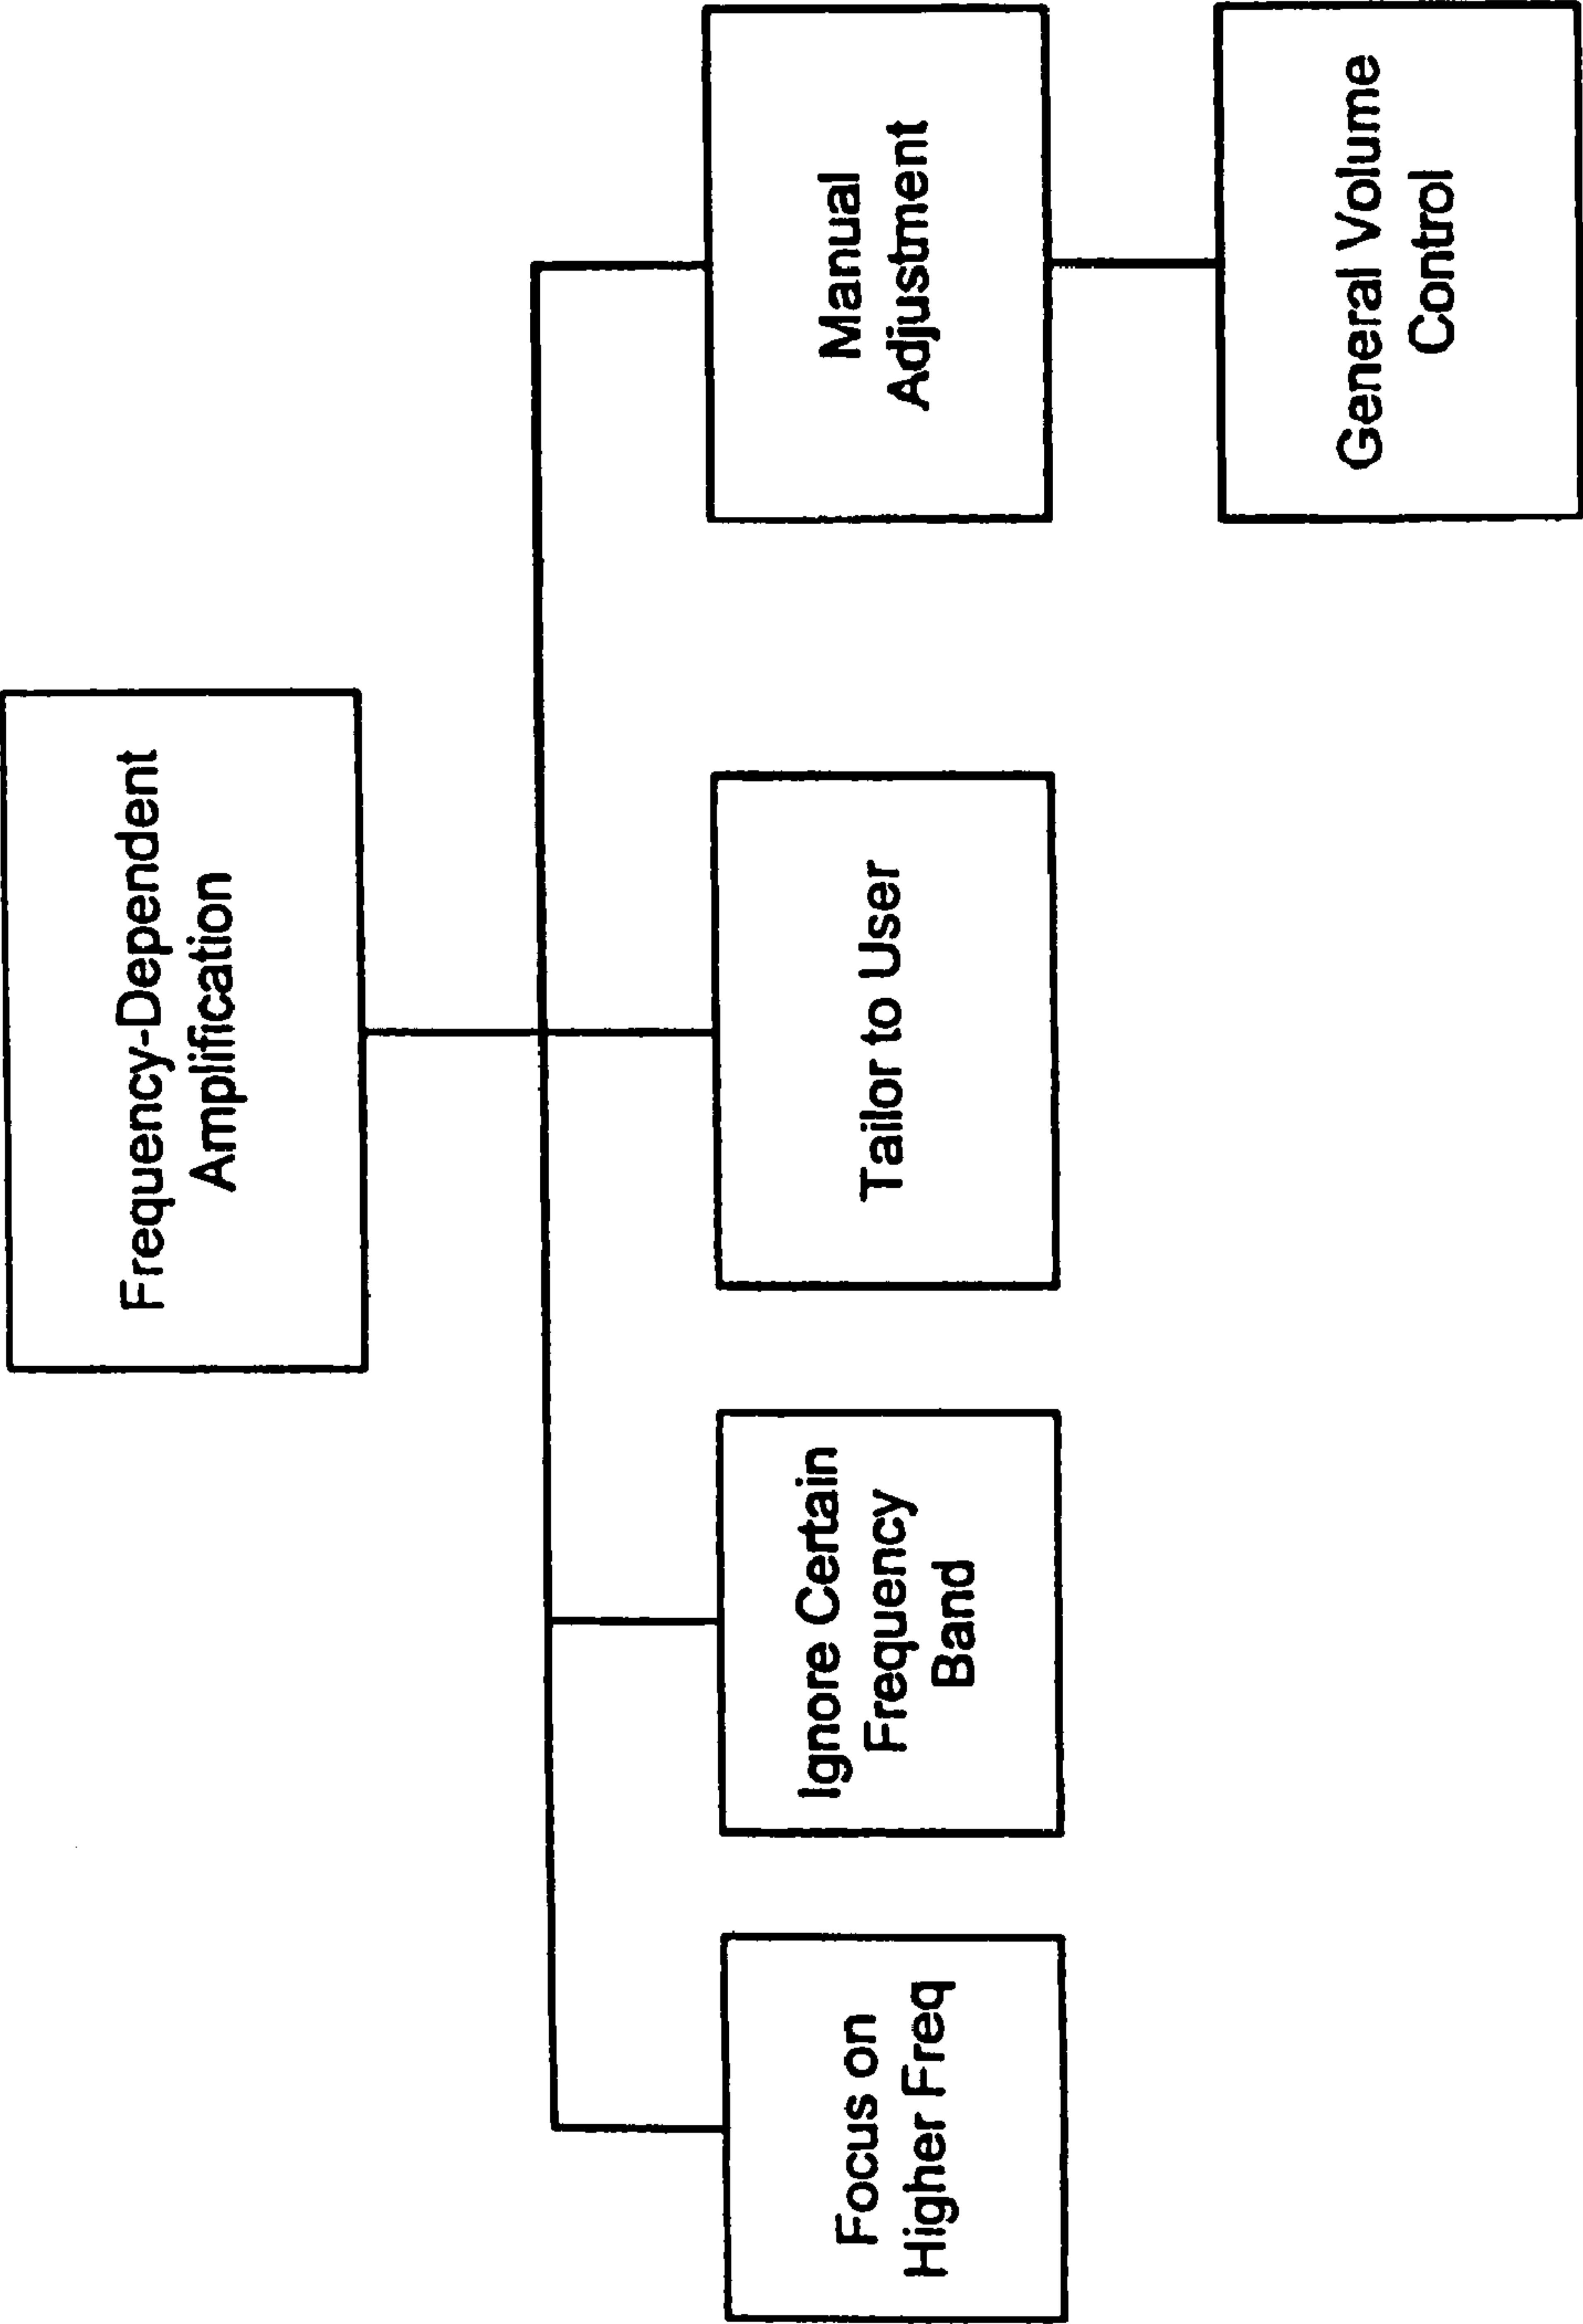 Frequency-Dependent
Amplification
Focus on
Higher Freq
Ignore Certain
Frequency
Band
Tailor to User
Manual
Adjustment
General Volume
Control